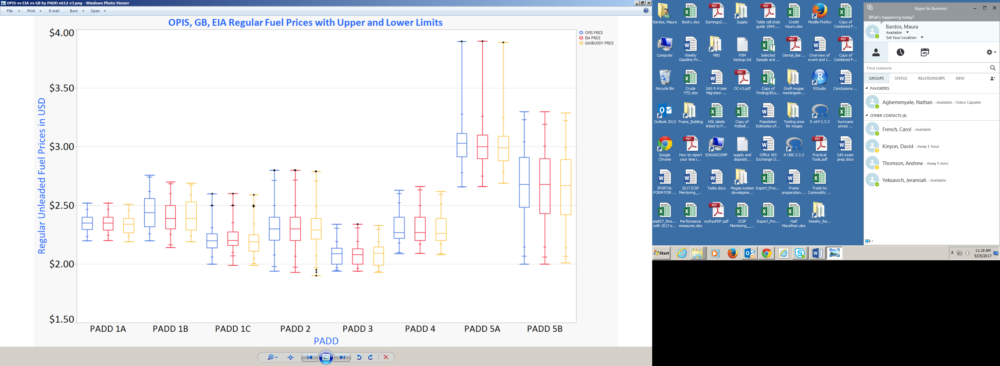 OPIS vs EIA vs GB by PADD n612 v3.png - Windows Photo Viewer
File Print E-mail Burn Open
OPIS, GB, EIA Regular Fuel Prices with Upper and Lower Limits
OPIS PRICE
EIA PRICE
GASBUDDY PRICE
Regular Unleaded Fuel Prices in USD
$4.00
$3.50
$3.00
$2.50
$2.00
$1.50
PADD 1A PADD 1B PADD 1C PADD 2 PADD 3 PADD 4 PADD 5A PADD 5B
PADD
Bardos, Maura
Book1.xlsx
Earnings2....
Supply
Table cell style
guide 1994....
Credit
Hours.xlsx
Mozilla Firefox
Copy of
Combined F...
Computer
Weekly
Gasoline Pri...
MBS
PSM
backup.txt
Selected
Sample and ...
Dental_Bar...
Overview of
event and t...
Copy of
Combined F...
Recycle Bin
Crude
YTD.xlsx
SAS 9 4 User
Migration ...
OC+3.pdf
Copy of
FindingURLs...
Draft mogas
meetingmin...
RStudio
Conclusions....
Outlook 2013
Frame_Building
HGL labels
linked to P...
Copy of
Potbell...
Population
Estimates of...
Testing area
for mogas
R x64 3.3.3
hurricane
prices ...
Google
Chrome
How to report
your time i...
EIASASCOMP
supply and
dispositi...
Office 365
Exchange O...
R i386 3.3.3
Practical
Tools.pdf
SAS exam
prep.docx
IPORTAL
FORM FOR ...
2017 ICSP
Mentoring_...
Tasks.docx
Mogas system
developme...
Export_Proc...
Frame
preparation....
Trade by
Commodity ...
eia857_thre...
with 2017 s...
Performance
measures.xlsx
myPayPDF.pdf
ICSP
Mentoring__...
Export_Pro...
Half
Marathon.xlsx
Weekly_Re...
Skype for Business
What's happening today?
Bardos, Maura
Available
Set Your Location
Find someone
GROUPS STATUS RELATIONSHIPS NEW
FAVORITES
Agbemenyale, Nathan - Available - Video Capable
OTHER CONTACTS (4)
French, Carol - Available
Kinyon, David - Away 1 hour
Thomson, Andrew - Away 5 mins
Yeksavich, Jeramiah - Available
Start
11:19 AM
9/25/2017